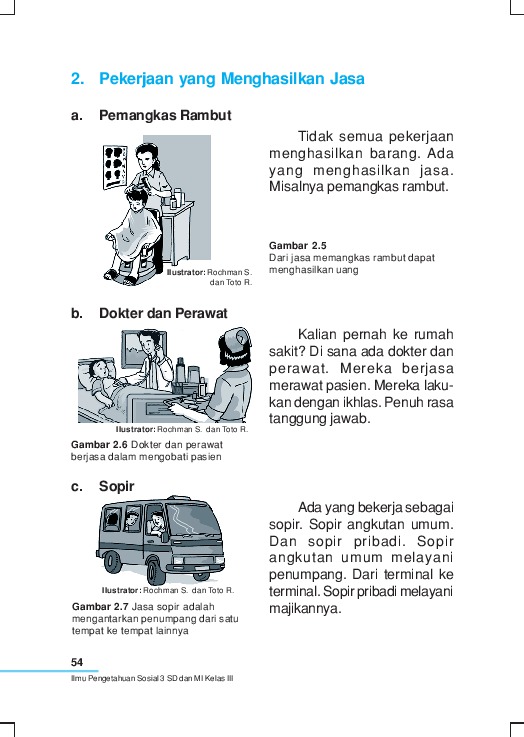 2. Pekerjaan yang Menghasilkan Jasa
a. Pemangkas Rambut
Tidak semua pekerjaan
menghasilkan barang. Ada
yang menghasilkan jasa.
Misalnya pemangkas rambut.
Ilustrator: Rochman S.
dan Toto R.
Gambar 2.5
Dari jasa memangkas rambut dapat
menghasilkan uang
b. Dokter dan Perawat
Kalian pernah ke rumah
sakit? Di sana ada dokter dan
perawat. Mereka berjasa
merawat pasien. Mereka laku-
kan dengan ikhlas. Penuh rasa
tanggung jawab.
Ilustrator: Rochman S. dan Toto R.
Gambar 2.6 Dokter dan perawat
berjasa dalam mengobati pasien
c. Sopir
Ada yang bekerja sebagai
sopir. Sopir angkutan umum.
Dan sopir pribadi. Sopir
angkutan umum melayani
penumpang. Dari terminal ke
terminal. Sopir pribadi melayani
majikannya.
Ilustrator: Rochman S. dan Toto R.
Gambar 2.7 Jasa sopir adalah
mengantarkan penumpang dari satu
tempat ke tempat lainnya
54
Ilmu Pengetahuan Sosial 3 SD dan MI Kelas III